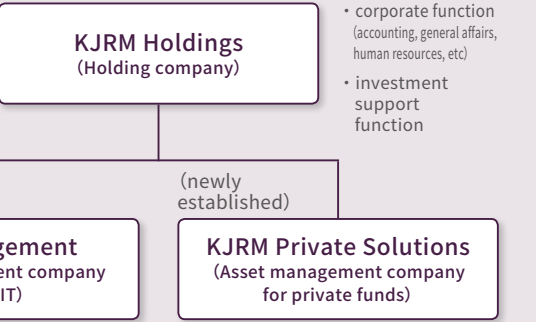 KJRM Holdings
（Holding company）
・corporate function
(accounting, general affairs,
human resources, etc)
・investment
support
function
（newly
established）
gement
ent company
IT）
KJRM Private Solutions
（Asset management company
for private funds）